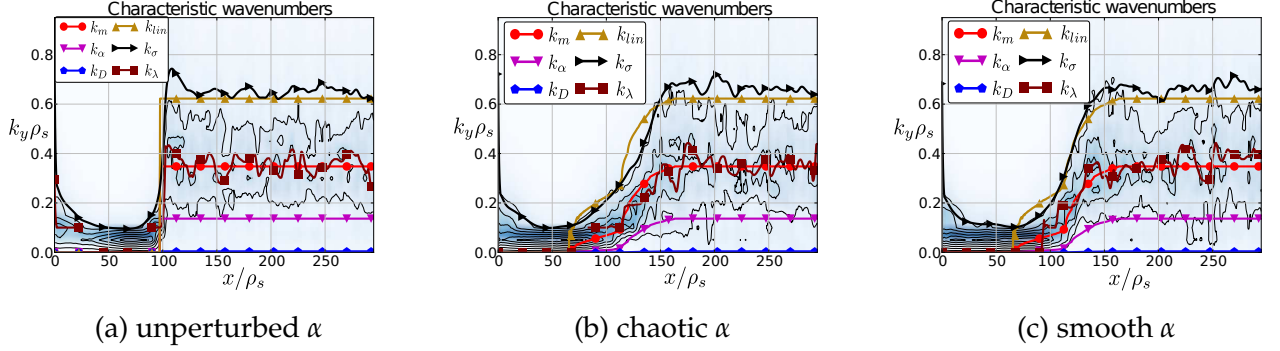 Characteristic wavenumbers
k_m k_lin
k_α k_σ
k_D k_λ
0.8
0.6
k_yρ_s
0.4
0.2
0.0
0 50 100 150 200 250
x/ρ_s
(a) unperturbed α
Characteristic wavenumbers
k_m k_lin
k_α k_σ
k_D k_λ
0.8
0.6
k_yρ_s
0.4
0.2
0.0
0 50 100 150 200 250
x/ρ_s
(b) chaotic α
Characteristic wavenumbers
k_m k_lin
k_α k_σ
k_D k_λ
0.8
0.6
k_yρ_s
0.4
0.2
0.0
0 50 100 150 200 250
x/ρ_s
(c) smooth α